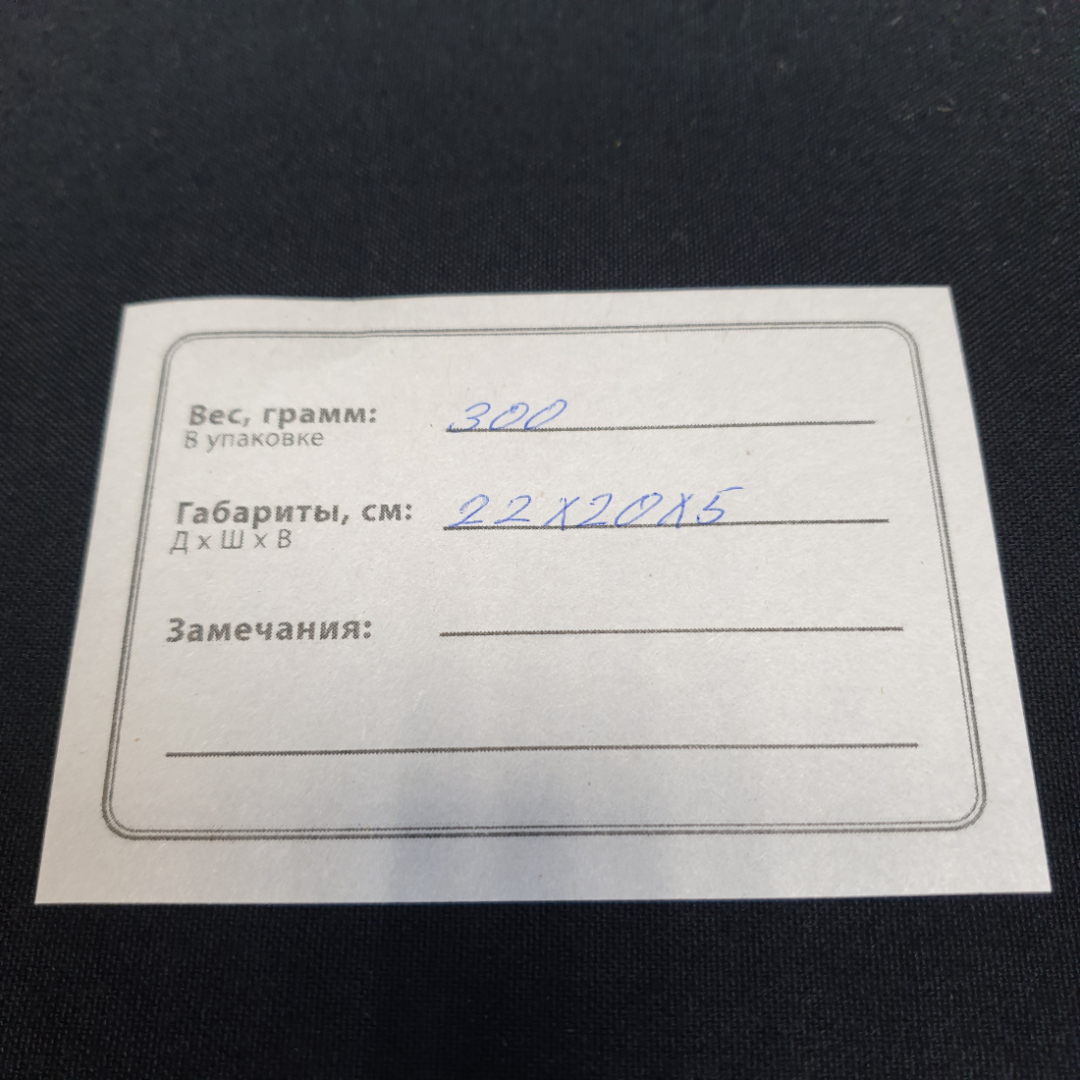 Вес, грамм: 300
В упаковке
Габариты, см: 22х20х5
Д х Ш х В
Замечания: